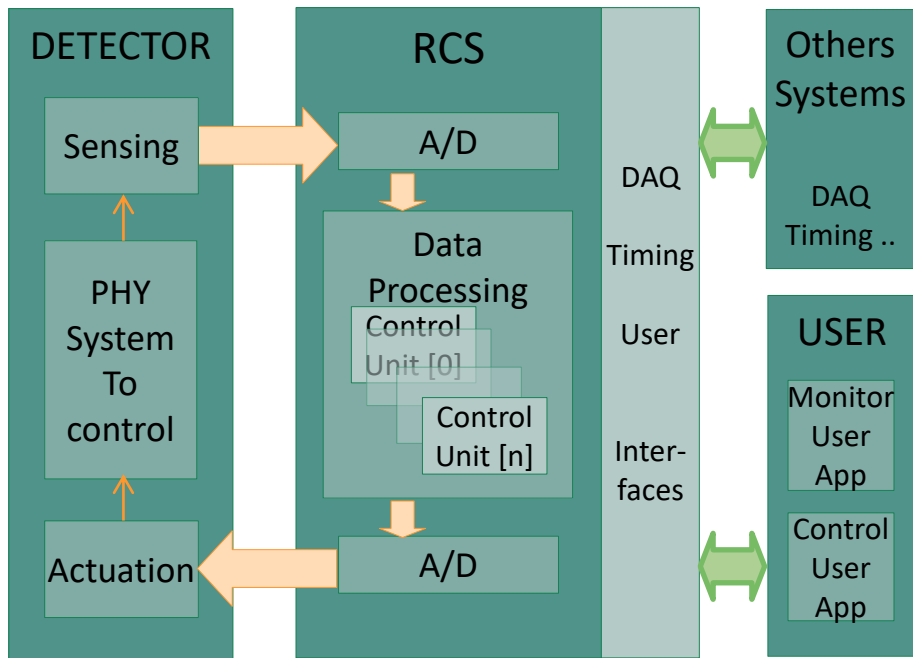 DETECTOR
Sensing
PHY
System
To
control
Actuation
RCS
A/D
Data
Processing
Control
Unit [0]
Control
Unit [n]
A/D
DAQ
Timing
User
Inter-
faces
Others
Systems
DAQ
Timing ..
USER
Monitor
User
App
Control
User
App